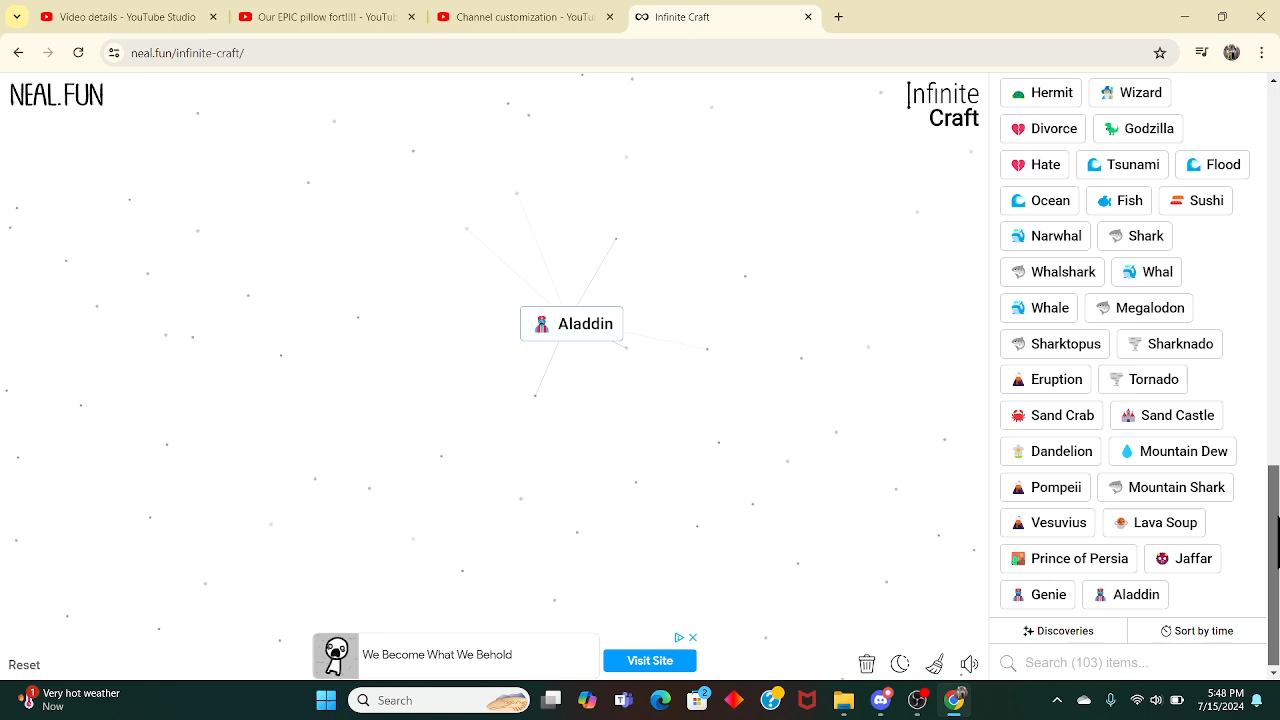 Video details - YouTube Studio
Our EPIC pillow fort!!!! - YouTub
Channel customization - YouTu
Infinite Craft
neal.fun/infinite-craft/
NEAL.FUN
Infinite
Craft
Hermit Wizard
Divorce Godzilla
Hate Tsunami Flood
Ocean Fish Sushi
Narwhal Shark
Whalshark Whal
Aladdin
Whale Megalodon
Sharktopus Sharknado
Eruption Tornado
Sand Crab Sand Castle
Dandelion Mountain Dew
Pompeii Mountain Shark
Vesuvius Lava Soup
Prince of Persia Jaffar
Genie Aladdin
Discoveries Sort by time
We Become What We Behold
Visit Site
Reset
Search (103) items...
1
Very hot weather
Now
Search
2
5:48 PM
7/15/2024